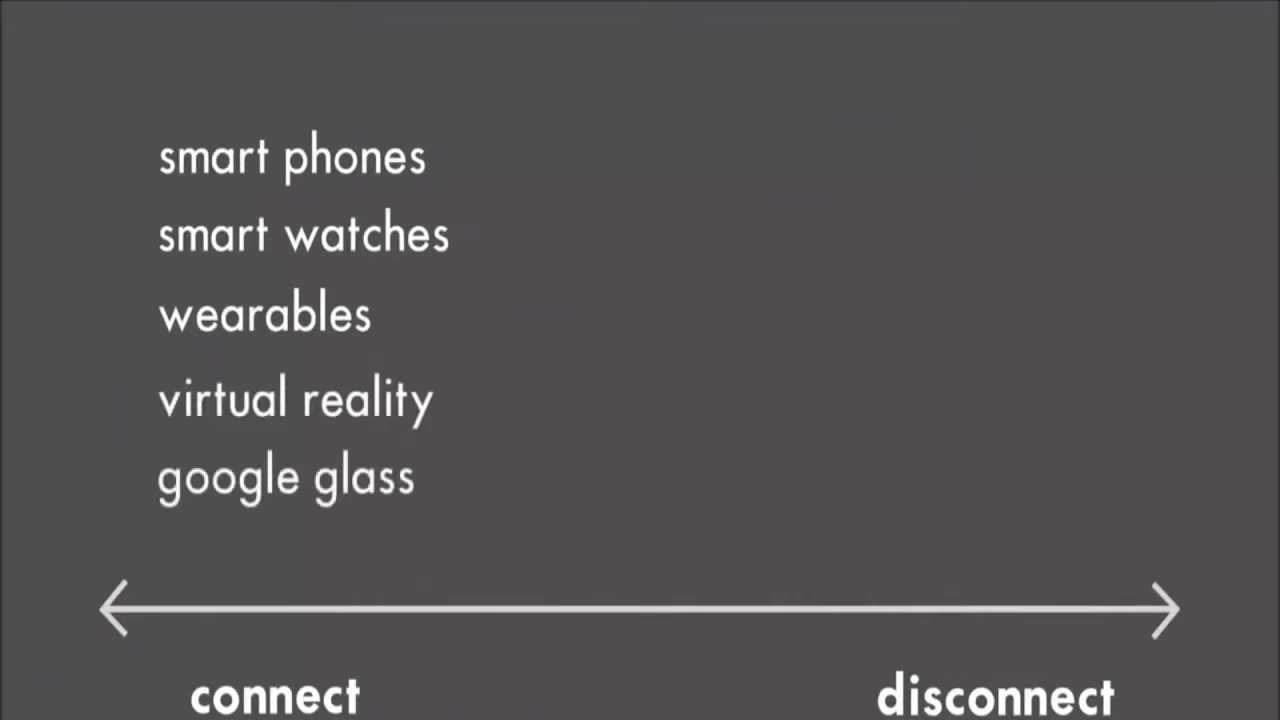 smart phones
smart watches
wearables
virtual reality
google glass
connect disconnect